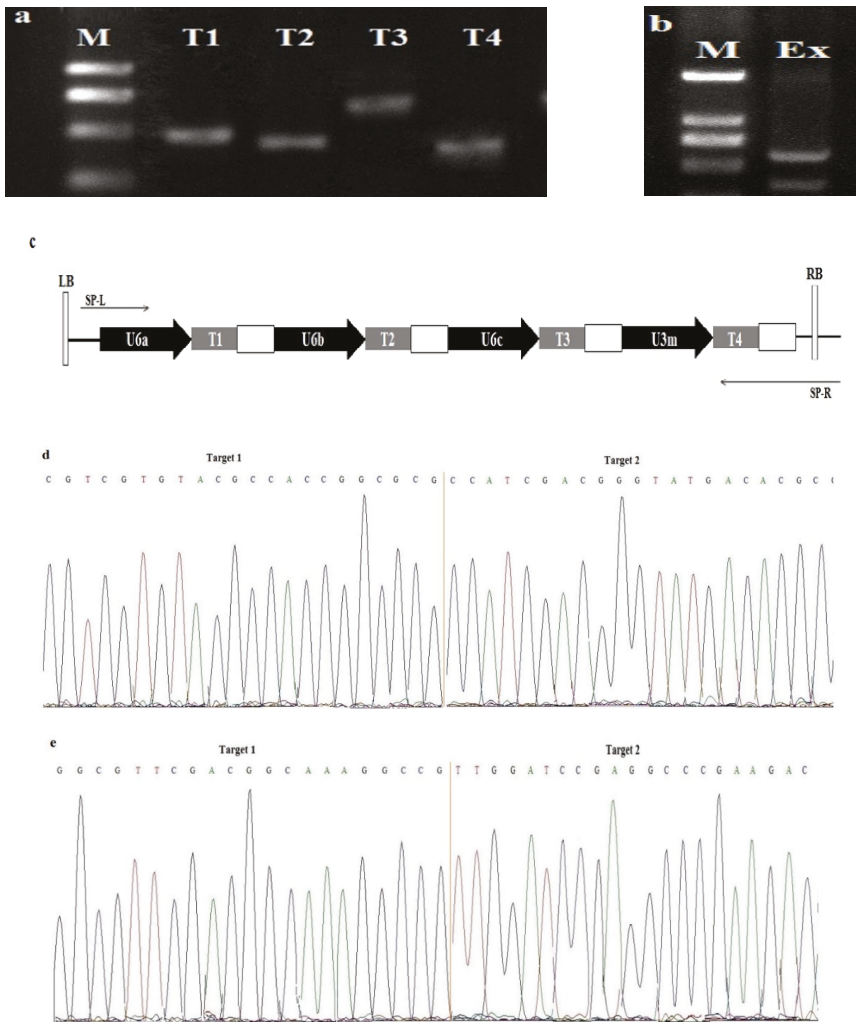 a
M T1 T2 T3 T4
b
M Ex
c
LB
RB
SP-L
U6a T1 U6b T2 U6c T3 U3m T4
SP-R
d
Target 1 Target 2
C G T C G T G T A C G C C A C C G G C G C G C C A T C G A C G G G T A T G A C A C G C
e
Target 1 Target 2
G G C G T T C G A C G G C A A A G G C C G T T G G A T C C G A G G C C C G A A G A C